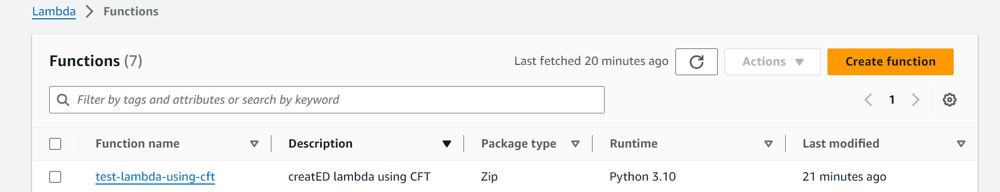 Lambda > Functions
Functions (7) Last fetched 20 minutes ago Actions Create function
Filter by tags and attributes or search by keyword 1
Function name Description Package type Runtime Last modified
test-lambda-using-cft creatED lambda using CFT Zip Python 3.10 21 minutes ago